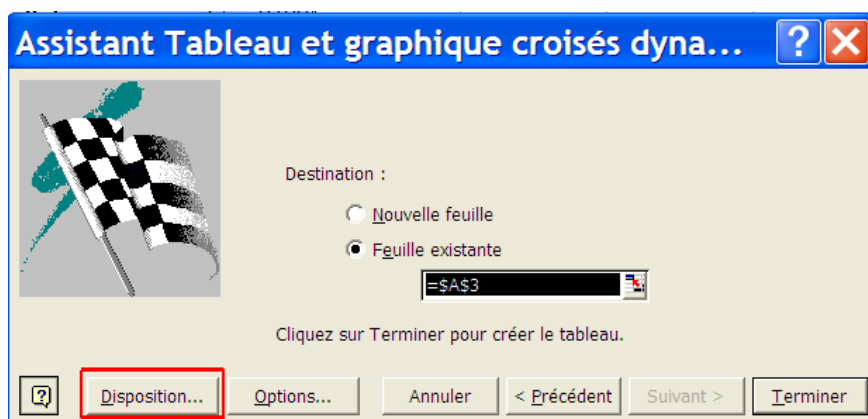 Assistant Tableau et graphique croisés dyna...
Destination :
Nouvelle feuille
Feuille existante
=$A$3
Cliquez sur Terminer pour créer le tableau.
Disposition... Options... Annuler < Précédent Suivant > Terminer